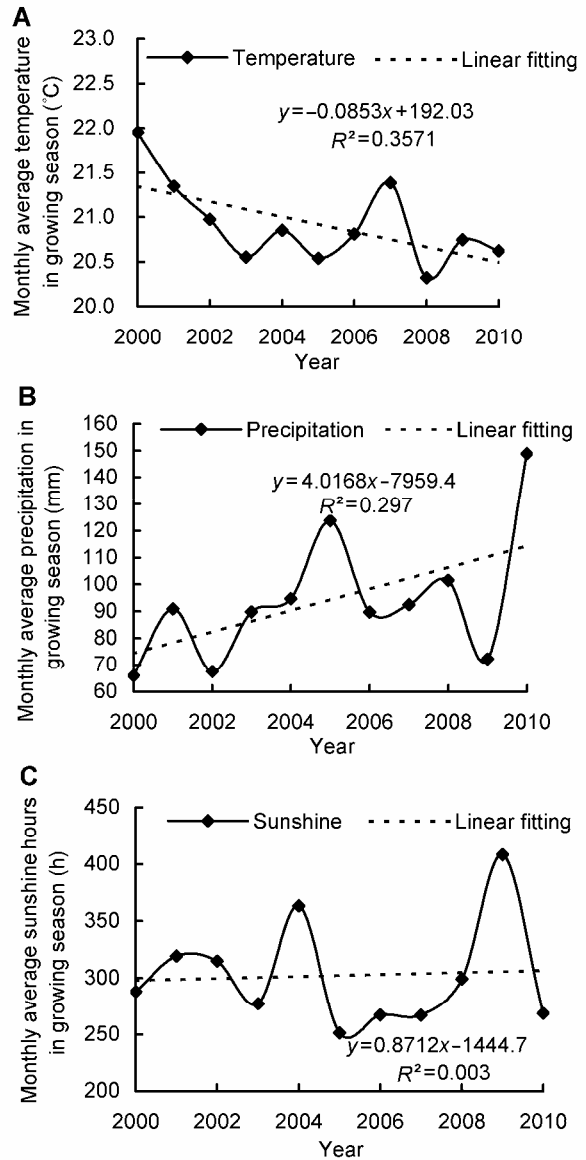 A
Monthly average temperature
in growing season (°C)
23.0
22.0
21.5
21.0
20.5
20.0
Temperature
Linear fitting
y=−0.0853x+192.03
R²=0.3571
2000 2002 2004 2006 2008 2010
Year
B
Monthly average precipitation in
growing season (mm)
160
150
120
110
100
90
80
70
60
Precipitation
Linear fitting
y=4.0168x−7959.4
R²=0.297
2000 2002 2004 2006 2008 2010
Year
C
Monthly average sunshine hours
in growing season (h)
450
350
300
250
200
Sunshine
Linear fitting
y=0.8712x−1444.7
R²=0.003
2000 2002 2004 2006 2008 2010
Year